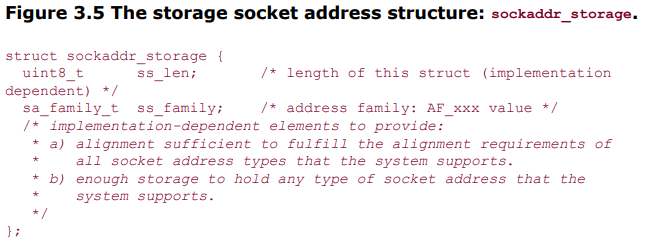 Figure 3.5 The storage socket address structure: sockaddr_storage.
struct sockaddr_storage {
  uint8_t      ss_len;       /* length of this struct (implementation
dependent) */
  sa_family_t  ss_family;    /* address family: AF_xxx value */
  /* implementation-dependent elements to provide:
   * a) alignment sufficient to fulfill the alignment requirements of
   *    all socket address types that the system supports.
   * b) enough storage to hold any type of socket address that the
   *    system supports.
   */
};